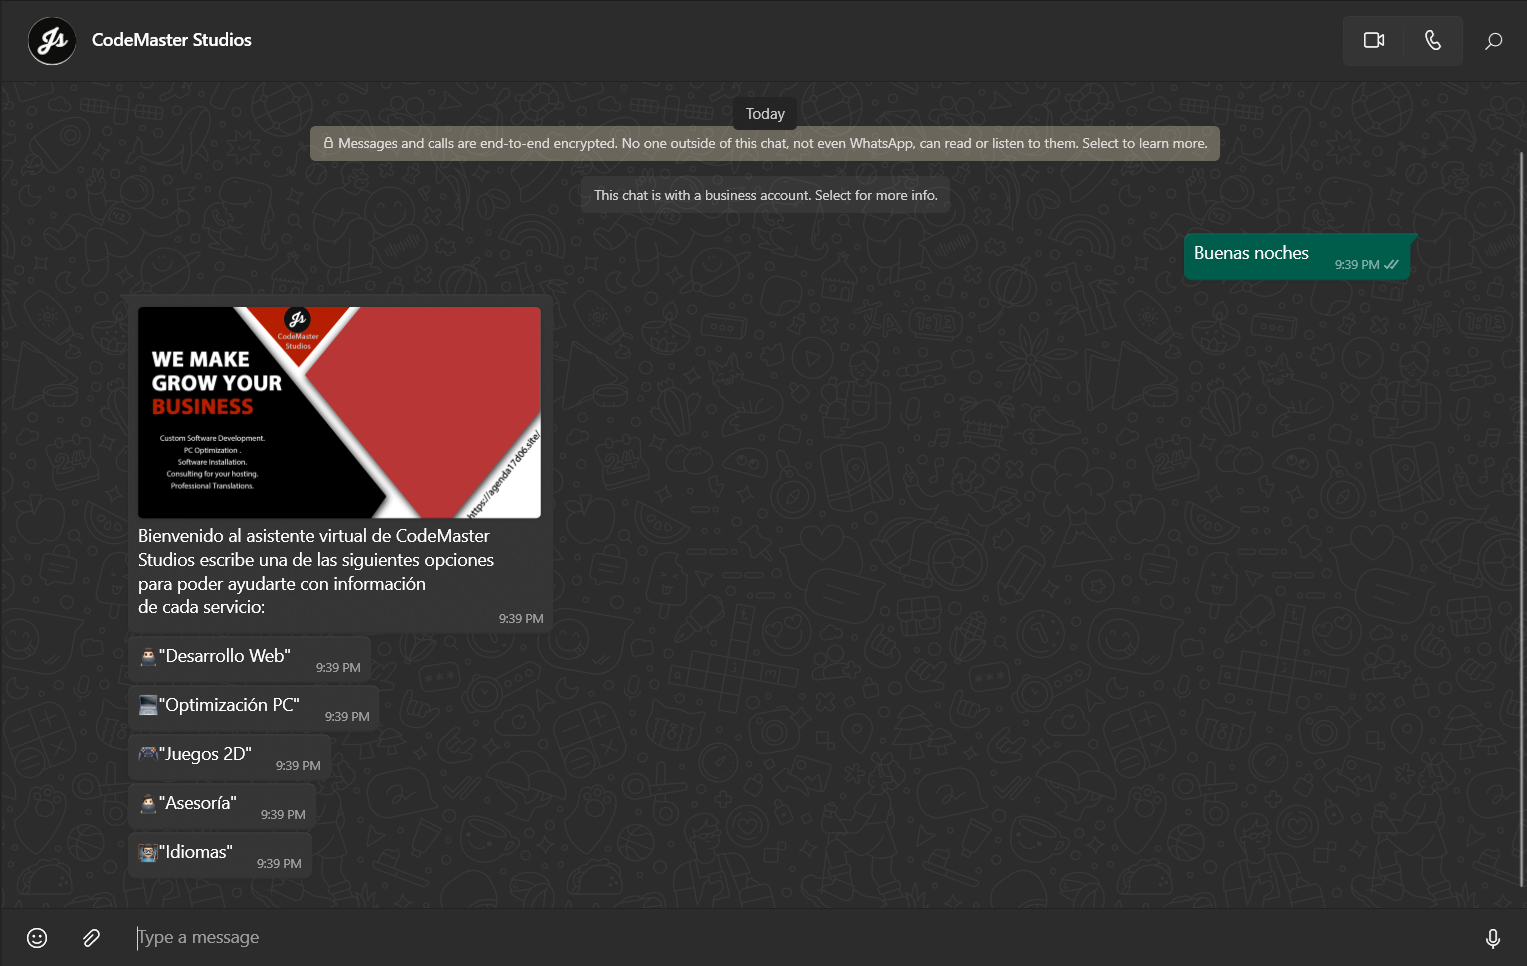 CodeMaster Studios
Today
Messages and calls are end-to-end encrypted. No one outside of this chat, not even WhatsApp, can read or listen to them. Select to learn more.
This chat is with a business account. Select for more info.
Buenas noches
9:39 PM
Js
CodeMaster
Studios
WE MAKE
GROW YOUR
BUSINESS
Custom Software Development.
PC Optimization .
Software Installation.
Consulting for your hosting.
Professional Translations.
https://agenda17d06.site/
Bienvenido al asistente virtual de CodeMaster
Studios escribe una de las siguientes opciones
para poder ayudarte con información
de cada servicio:
9:39 PM
"Desarrollo Web"
9:39 PM
"Optimización PC"
9:39 PM
"Juegos 2D"
9:39 PM
"Asesoría"
9:39 PM
"Idiomas"
9:39 PM
Type a message